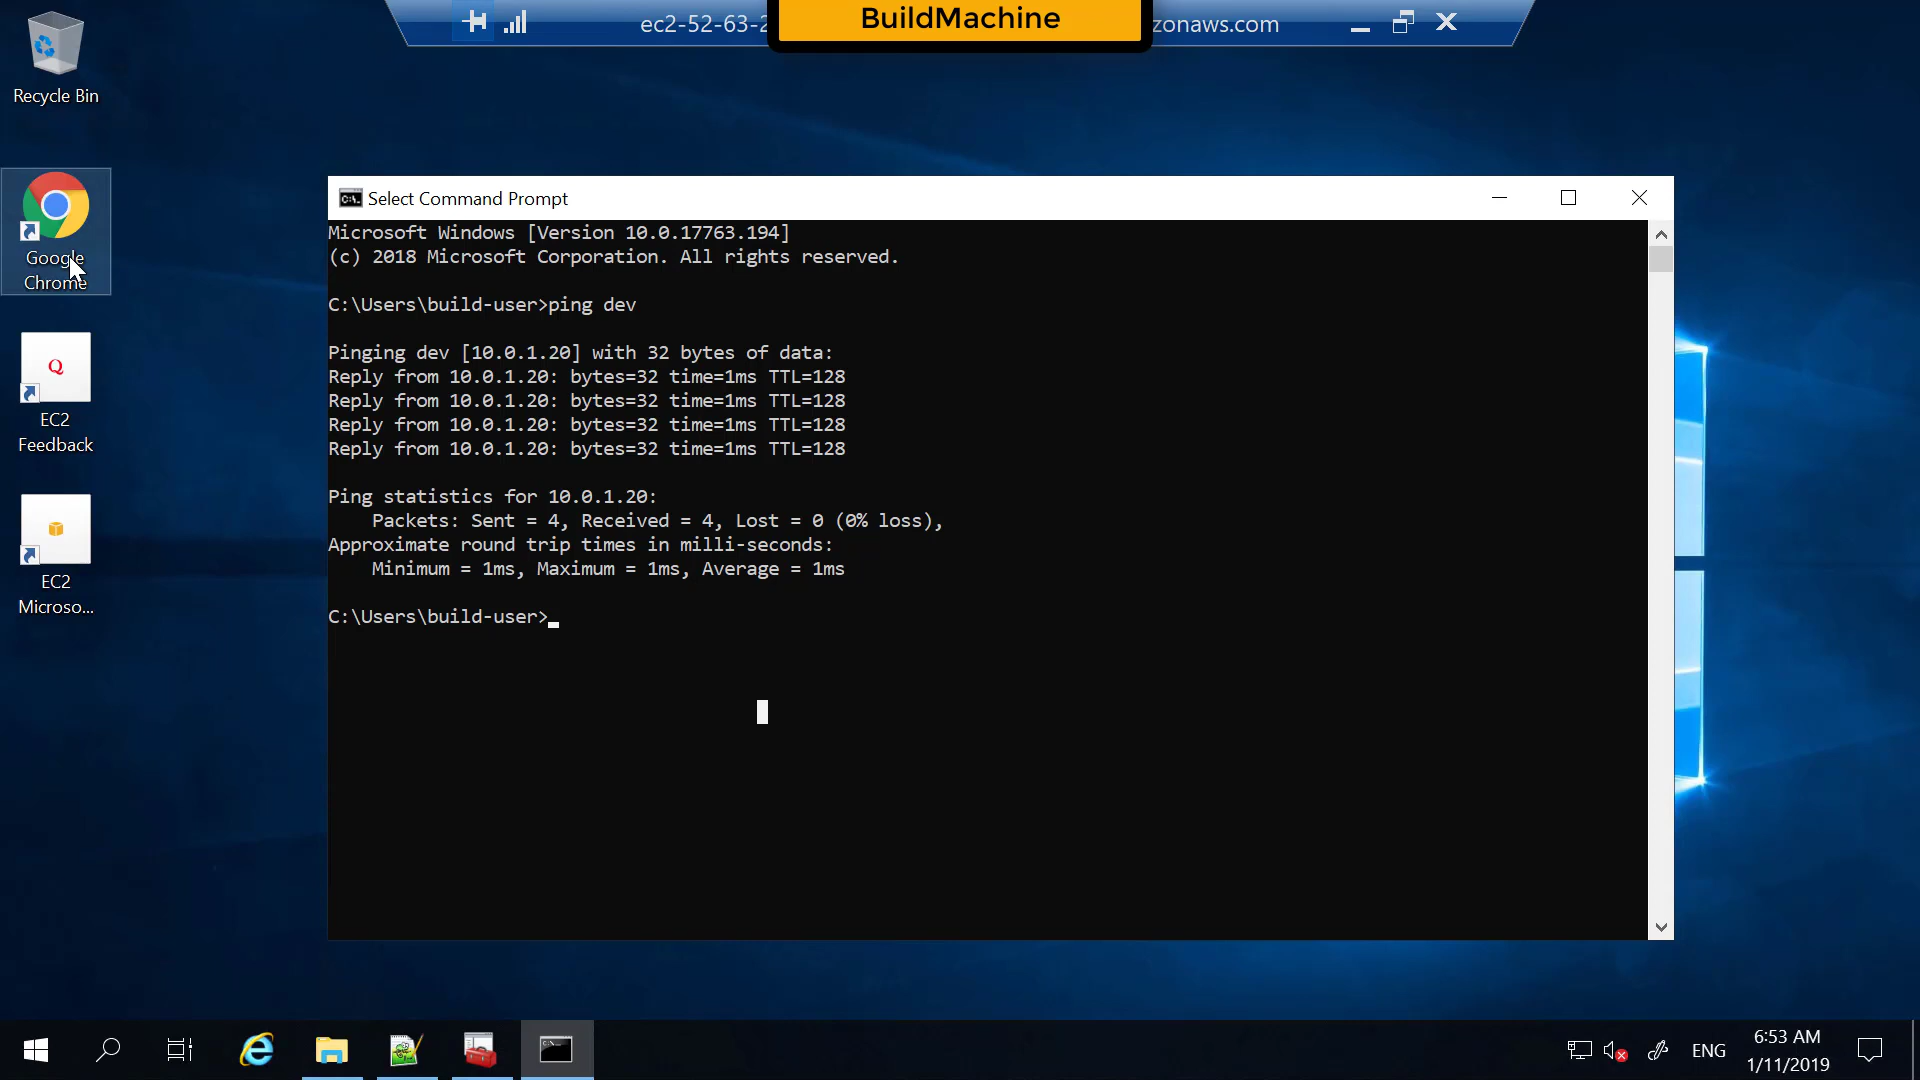 BuildMachine
ec2-52-63-2
zonaws.com
Recycle Bin
Google
Chrome
Q
EC2
Feedback
EC2
Microso...
C:\.
Select Command Prompt
Microsoft Windows [Version 10.0.17763.194]
(c) 2018 Microsoft Corporation. All rights reserved.
C:\Users\build-user>ping dev
Pinging dev [10.0.1.20] with 32 bytes of data:
Reply from 10.0.1.20: bytes=32 time=1ms TTL=128
Reply from 10.0.1.20: bytes=32 time=1ms TTL=128
Reply from 10.0.1.20: bytes=32 time=1ms TTL=128
Reply from 10.0.1.20: bytes=32 time=1ms TTL=128
Ping statistics for 10.0.1.20:
    Packets: Sent = 4, Received = 4, Lost = 0 (0% loss),
Approximate round trip times in milli-seconds:
    Minimum = 1ms, Maximum = 1ms, Average = 1ms
C:\Users\build-user>
ENG
6:53 AM
1/11/2019